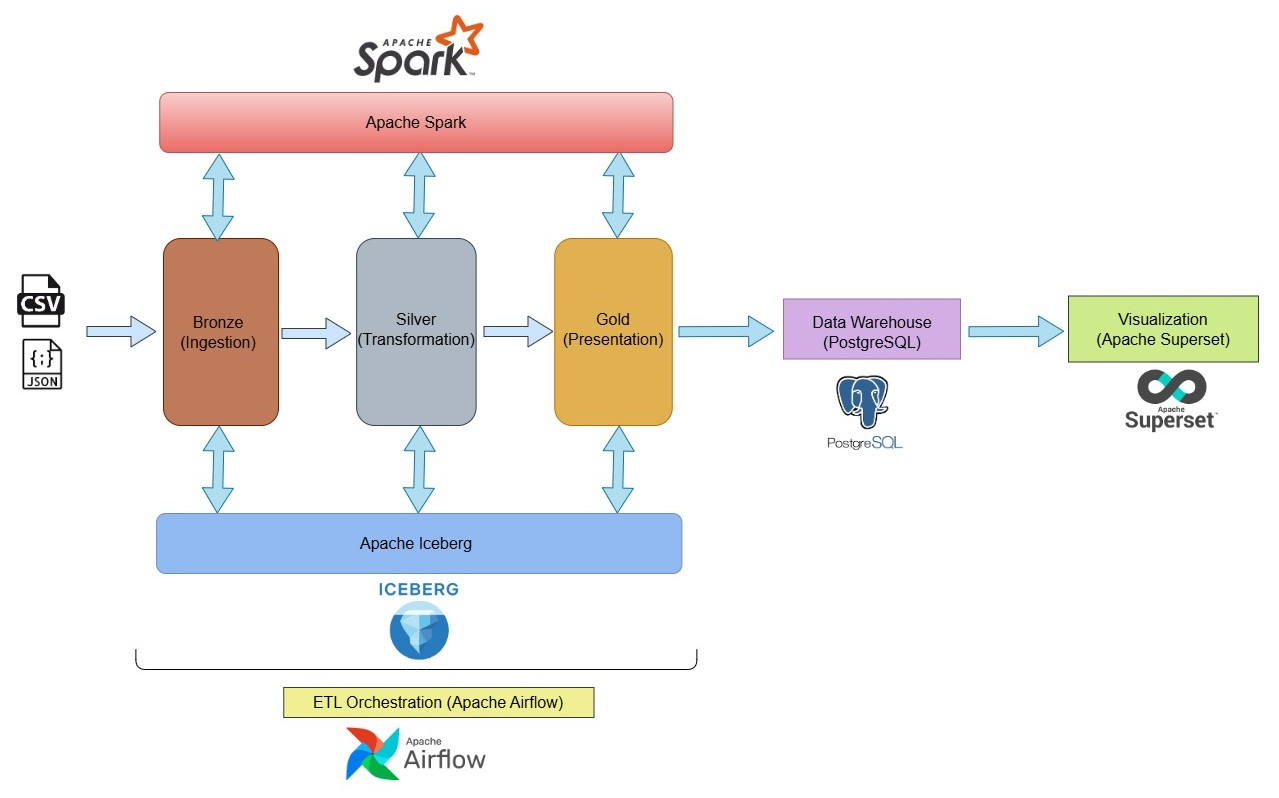 APACHE
Spark
Apache Spark
CSV
JSON
Bronze
(Ingestion)
Silver
(Transformation)
Gold
(Presentation)
Data Warehouse
(PostgreSQL)
PostgreSQL
Visualization
(Apache Superset)
Apache
Superset
Apache Iceberg
ICEBERG
ETL Orchestration (Apache Airflow)
Apache
Airflow